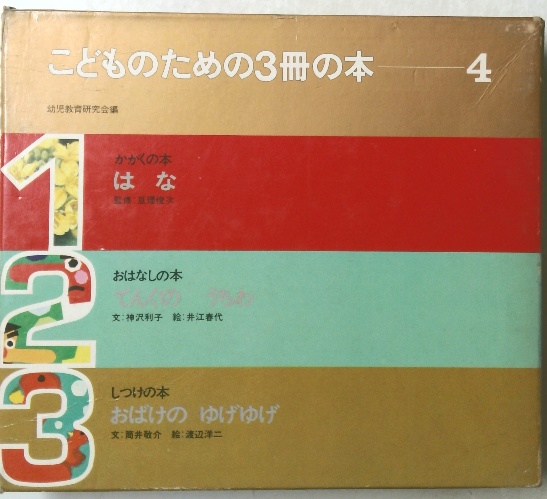 こどものための3冊の本 4
幼児教育研究会編
1
かがくの本
はな
2
おはなしの本
てんぐの うちわ
文：神沢利子 絵：井江春代
3
しつけの本
おばけの ゆげゆげ
文：筒井敬介 絵：渡辺洋二